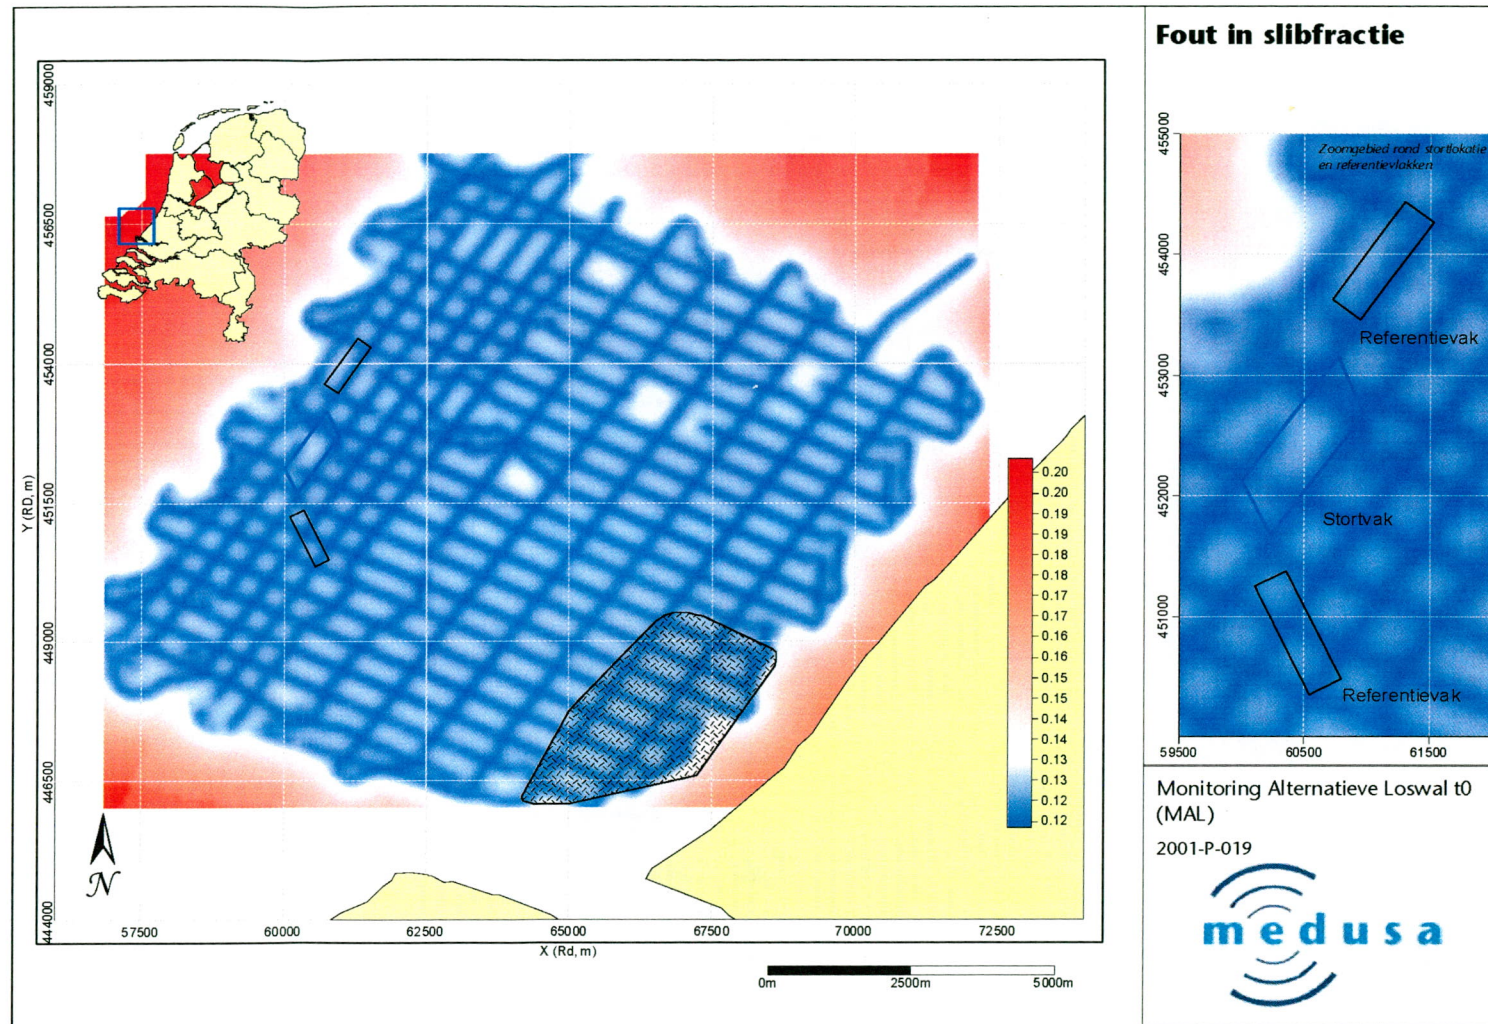 Fout in slibfractie
459000
456500
454000
451500
449000
446500
444000
Y (RD, m)
57500
60000
62500
65000
67500
70000
72500
X (Rd, m)
0.20
0.20
0.19
0.19
0.18
0.18
0.17
0.17
0.16
0.16
0.15
0.15
0.14
0.14
0.13
0.13
0.12
0.12
N
0m
2500m
5000m
Zoomgebied rond stortlokatie
en referentievlakken
455000
454000
453000
452000
451000
Referentievak
Stortvak
Referentievak
59500
60500
61500
Monitoring Alternatieve Loswal t0
(MAL)
2001-P-019
medusa